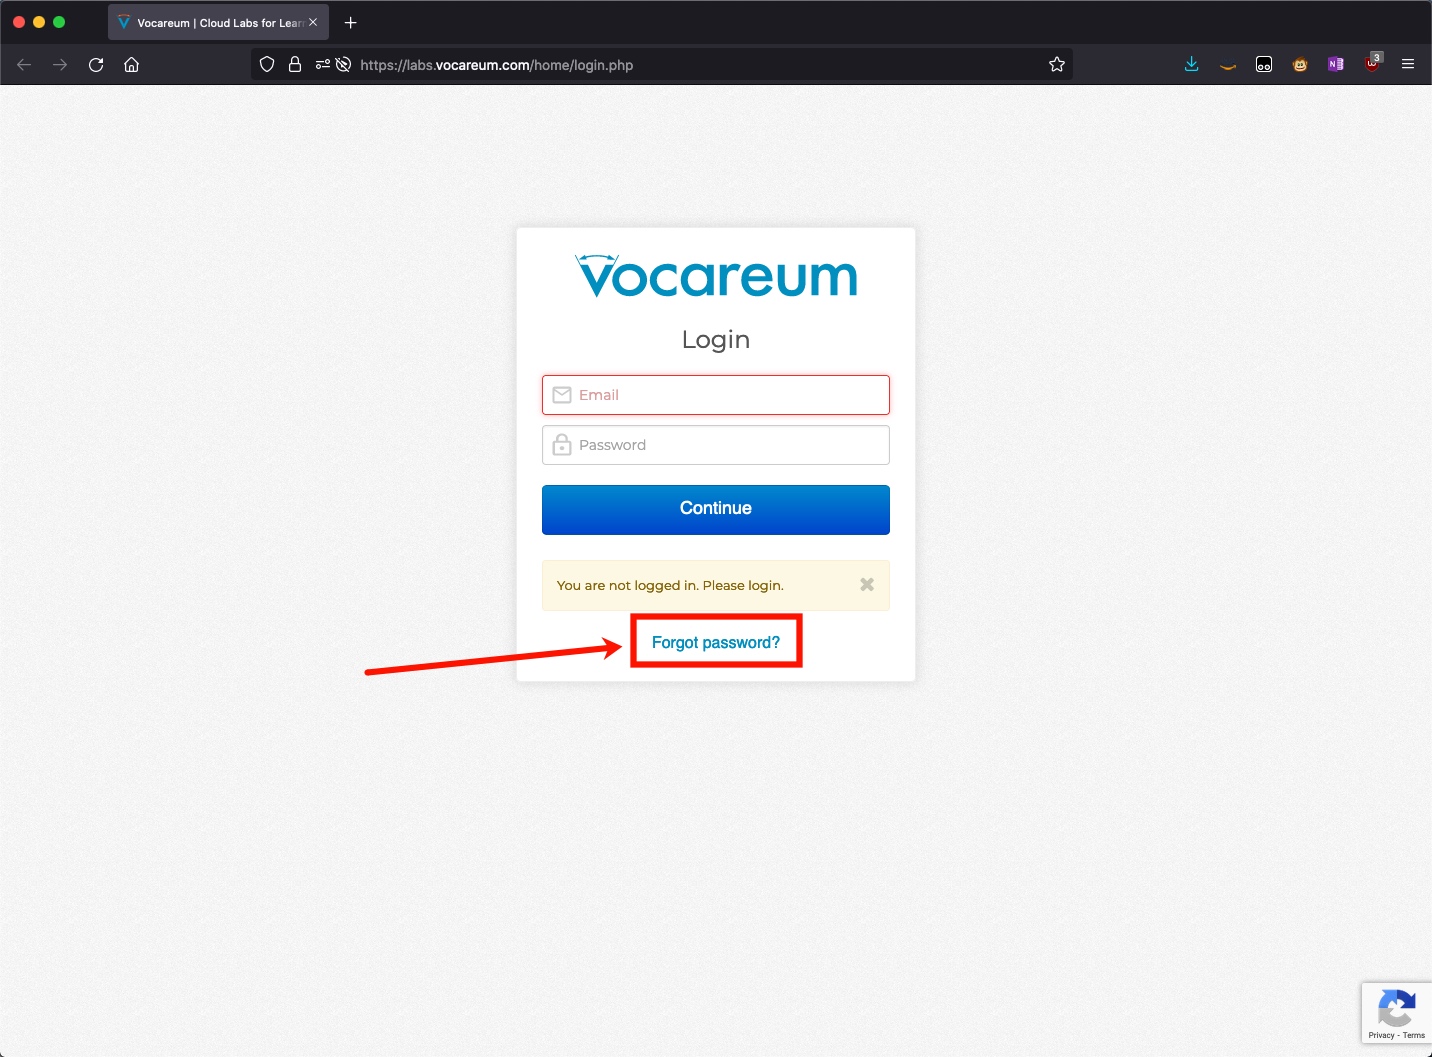 Vocareum | Cloud Labs for Lear
https://labs.vocareum.com/home/login.php
N
3
vocareum
Login
Email
Password
Continue
You are not logged in. Please login.
Forgot password?
Privacy - Terms